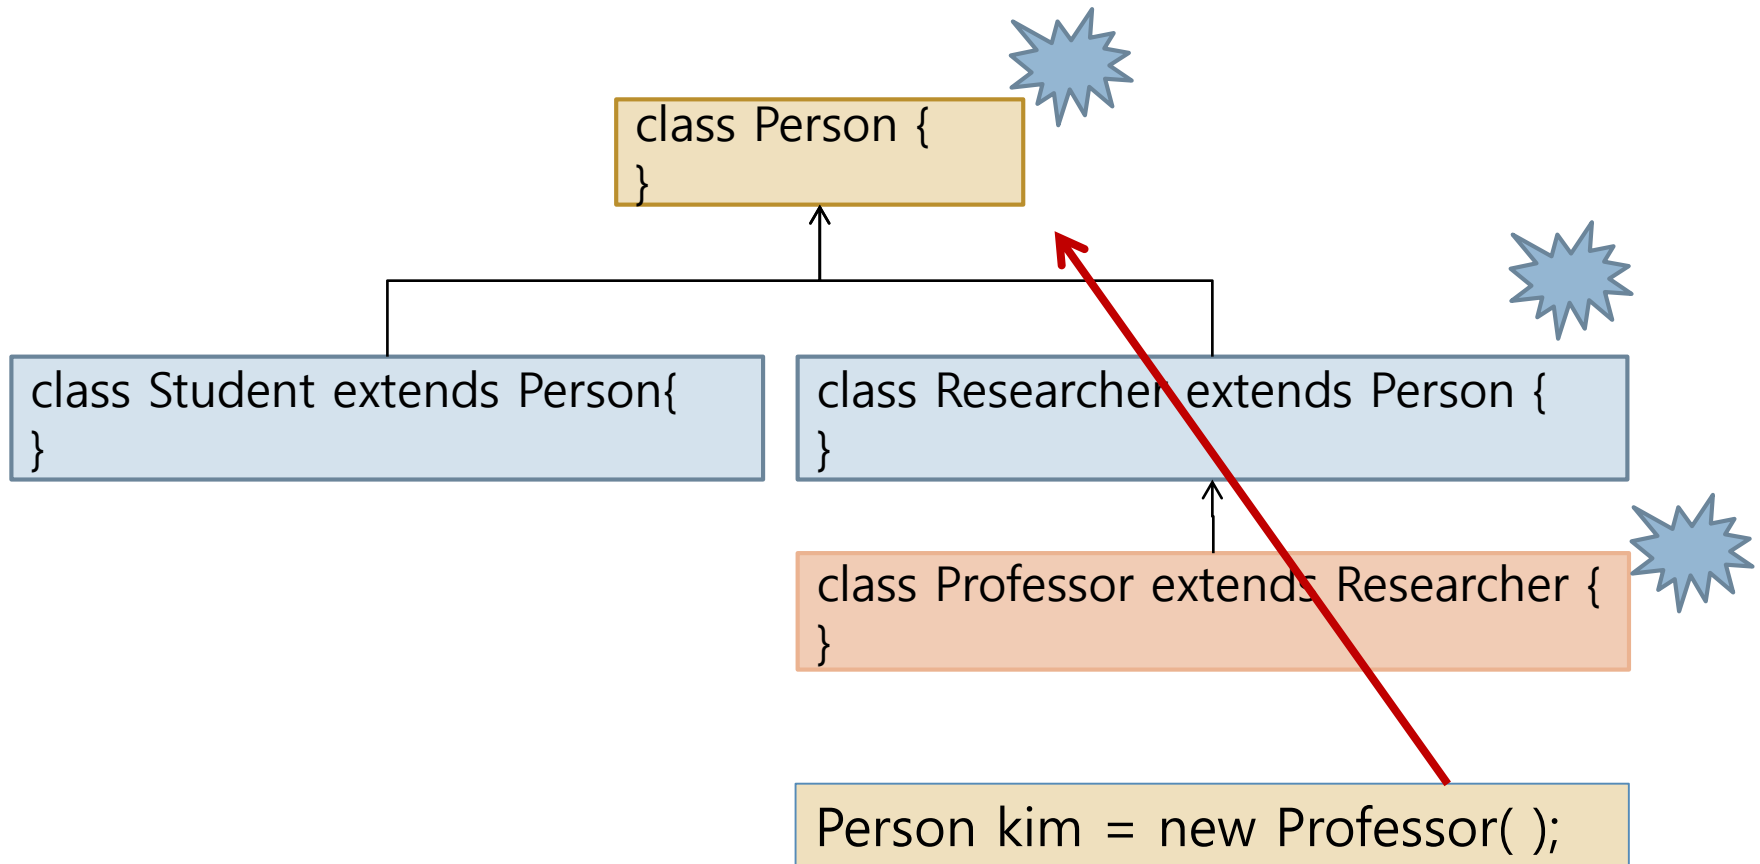 class Person {
}
class Student extends Person{
}
class Researcher extends Person {
}
class Professor extends Researcher {
}
Person kim = new Professor( );